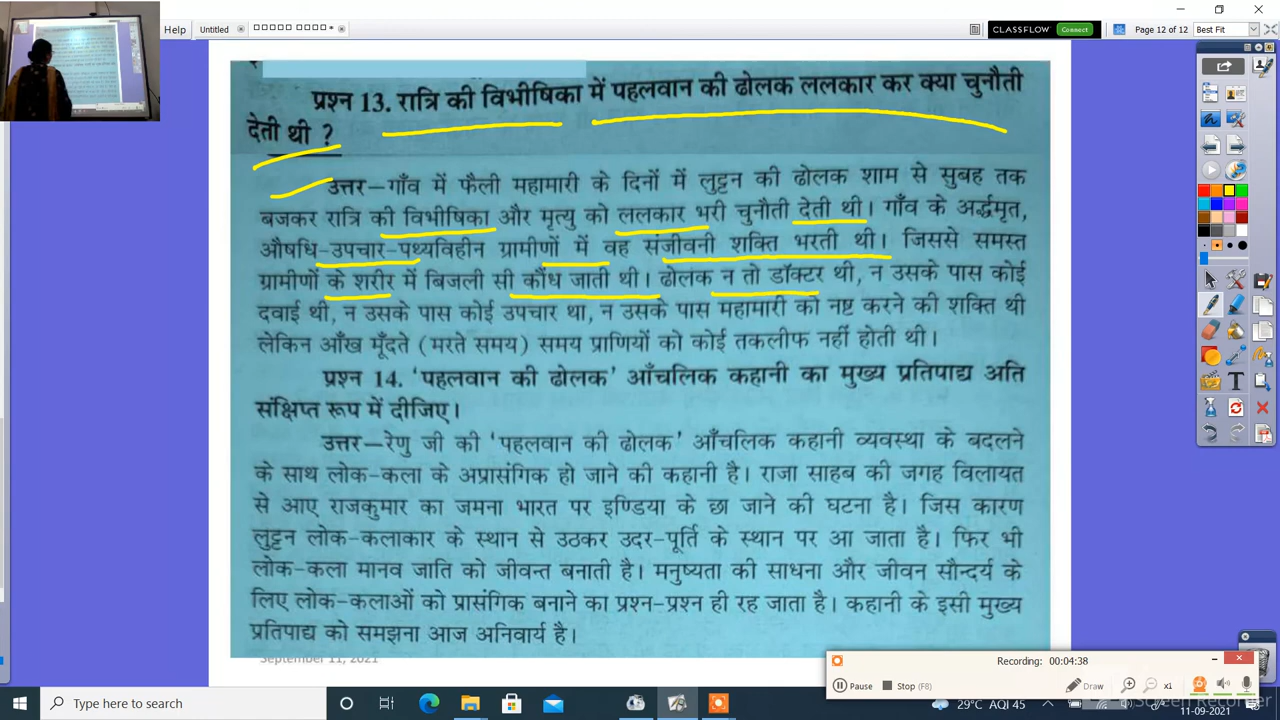 Help
Untitled
CLASSFLOW Connect
Page 12 of 12
Best Fit
प्रश्न 13. रात्रि की विभीषिका में पहलवान की ढोलक ललकार कर क्या चुनौती
देती थी ?
उत्तर–गाँव में फैली महामारी के दिनों में लुट्टन की ढोलक शाम से सुबह तक
बजकर रात्रि की विभीषिका और मृत्यु को ललकार भरी चुनौती देती थी। गाँव के अर्द्धमृत,
औषधि-उपचार-पथ्यविहीन ग्रामीणों में वह संजीवनी शक्ति भरती थी। जिससे समस्त
ग्रामीणों के शरीर में बिजली सी कौंध जाती थी। ढोलक न तो डॉक्टर थी, न उसके पास कोई
दवाई थी, न उसके पास कोई उपचार था, न उसके पास महामारी को नष्ट करने की शक्ति थी
लेकिन आँख मूँदते (मरते समय) समय प्राणियों को कोई तकलीफ नहीं होती थी।
प्रश्न 14. 'पहलवान की ढोलक' आँचलिक कहानी का मुख्य प्रतिपाद्य अति
संक्षिप्त रूप में दीजिए।
उत्तर–रेणु जी की 'पहलवान की ढोलक' आँचलिक कहानी व्यवस्था के बदलने
के साथ लोक-कला के अप्रासंगिक हो जाने की कहानी है। राजा साहब की जगह विलायत
से आए राजकुमार का जमना भारत पर इण्डिया के छा जाने की घटना है। जिस कारण
लुट्टन लोक-कलाकार के स्थान से उठकर उदर-पूर्ति के स्थान पर आ जाता है। फिर भी
लोक-कला मानव जाति को जीवन्त बनाती है। मनुष्यता की साधना और जीवन सौन्दर्य के
लिए लोक-कलाओं को प्रासंगिक बनाने का प्रश्न-प्रश्न ही रह जाता है। कहानी के इसी मुख्य
प्रतिपाद्य को समझना आज अनिवार्य है।
September 11, 2021
Recording: 00:04:38
Pause Stop (F8) Draw x1
Type here to search
29°C AQI 45
11-09-2021
Screen Recorder